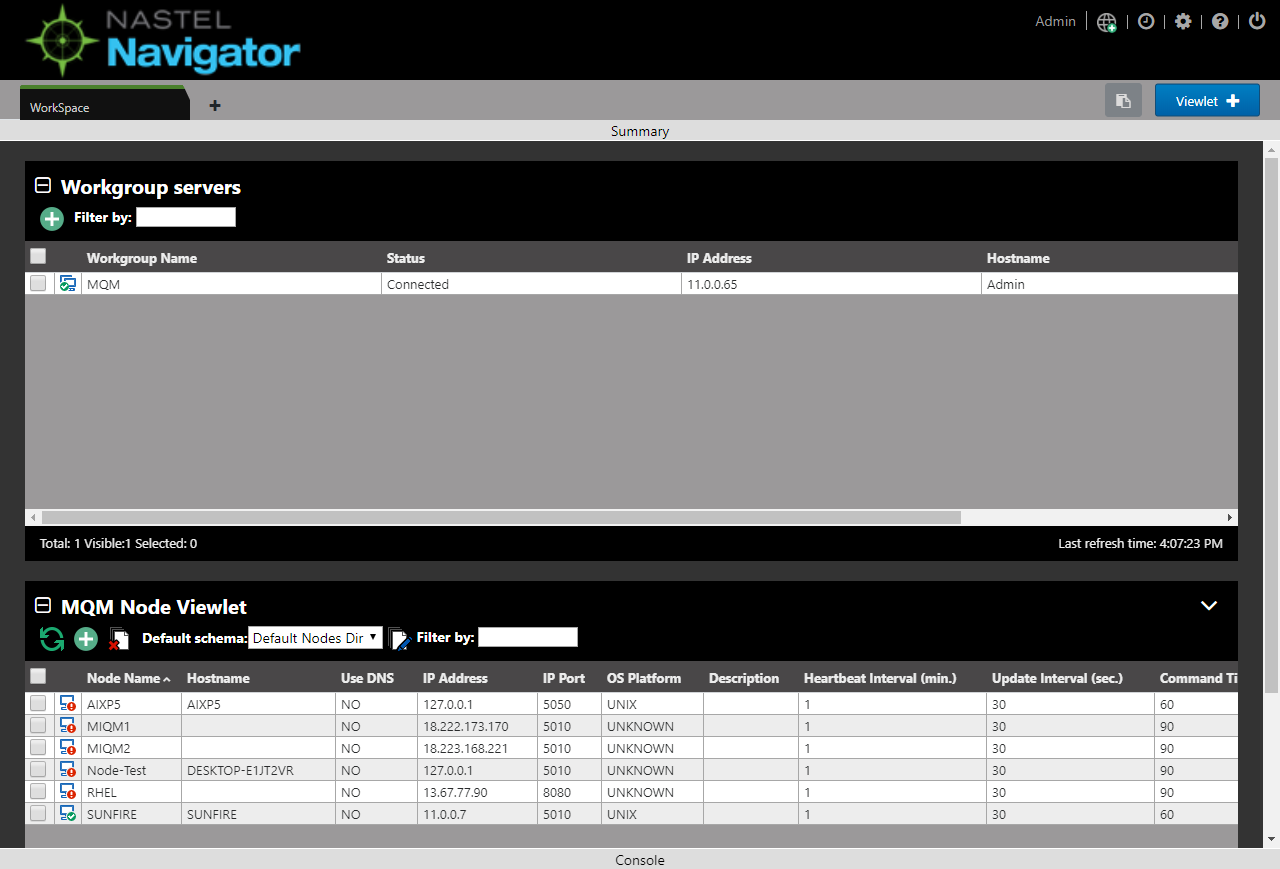 NASTEL
Navigator
Admin
WorkSpace
Viewlet
Summary
Workgroup servers
Filter by:
Workgroup Name Status IP Address Hostname
MQM Connected 11.0.0.65 Admin
Total: 1 Visible:1 Selected: 0 Last refresh time: 4:07:23 PM
MQM Node Viewlet
Default schema: Default Nodes Dir Filter by:
Node Name Hostname Use DNS IP Address IP Port OS Platform Description Heartbeat Interval (min.) Update Interval (sec.) Command Ti
AIXP5 AIXP5 NO 127.0.0.1 5050 UNIX 1 30 60
MIQM1 NO 18.222.173.170 5010 UNKNOWN 1 30 90
MIQM2 NO 18.223.168.221 5010 UNKNOWN 1 30 90
Node-Test DESKTOP-E1JT2VR NO 127.0.0.1 5010 UNKNOWN 1 30 90
RHEL NO 13.67.77.90 8080 UNKNOWN 1 30 90
SUNFIRE SUNFIRE NO 11.0.0.7 5010 UNIX 1 30 60
Console